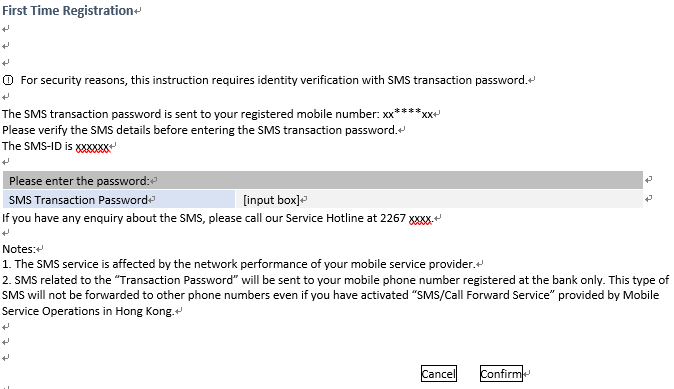 First Time Registration
For security reasons, this instruction requires identity verification with SMS transaction password.
The SMS transaction password is sent to your registered mobile number: xx****xx
Please verify the SMS details before entering the SMS transaction password.
The SMS-ID is xxxxxx
Please enter the password:
SMS Transaction Password [input box]
If you have any enquiry about the SMS, please call our Service Hotline at 2267 xxxx.
Notes:
1. The SMS service is affected by the network performance of your mobile service provider.
2. SMS related to the “Transaction Password” will be sent to your mobile phone number registered at the bank only. This type of
SMS will not be forwarded to other phone numbers even if you have activated “SMS/Call Forward Service” provided by Mobile
Service Operations in Hong Kong.
Cancel Confirm